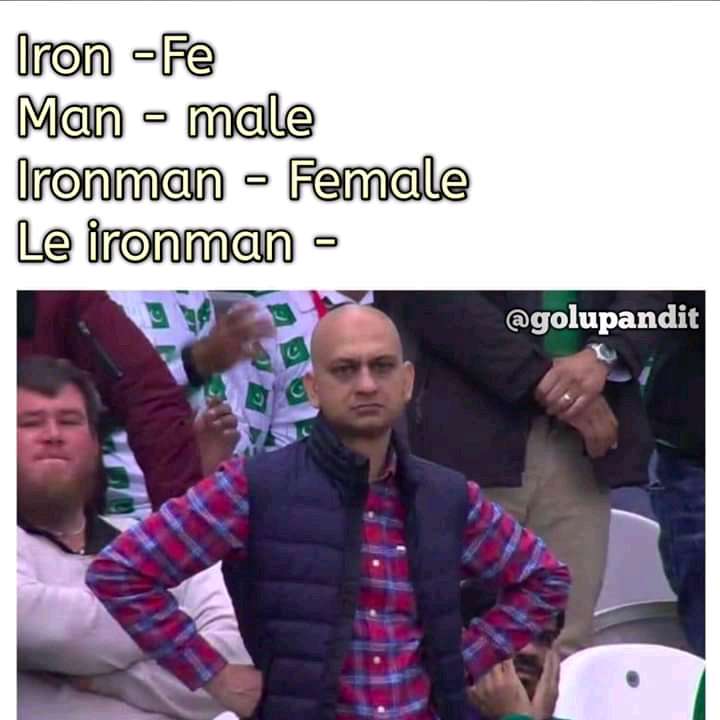 Iron -Fe
Man - male
Ironman - Female
Le ironman -
@golupandit